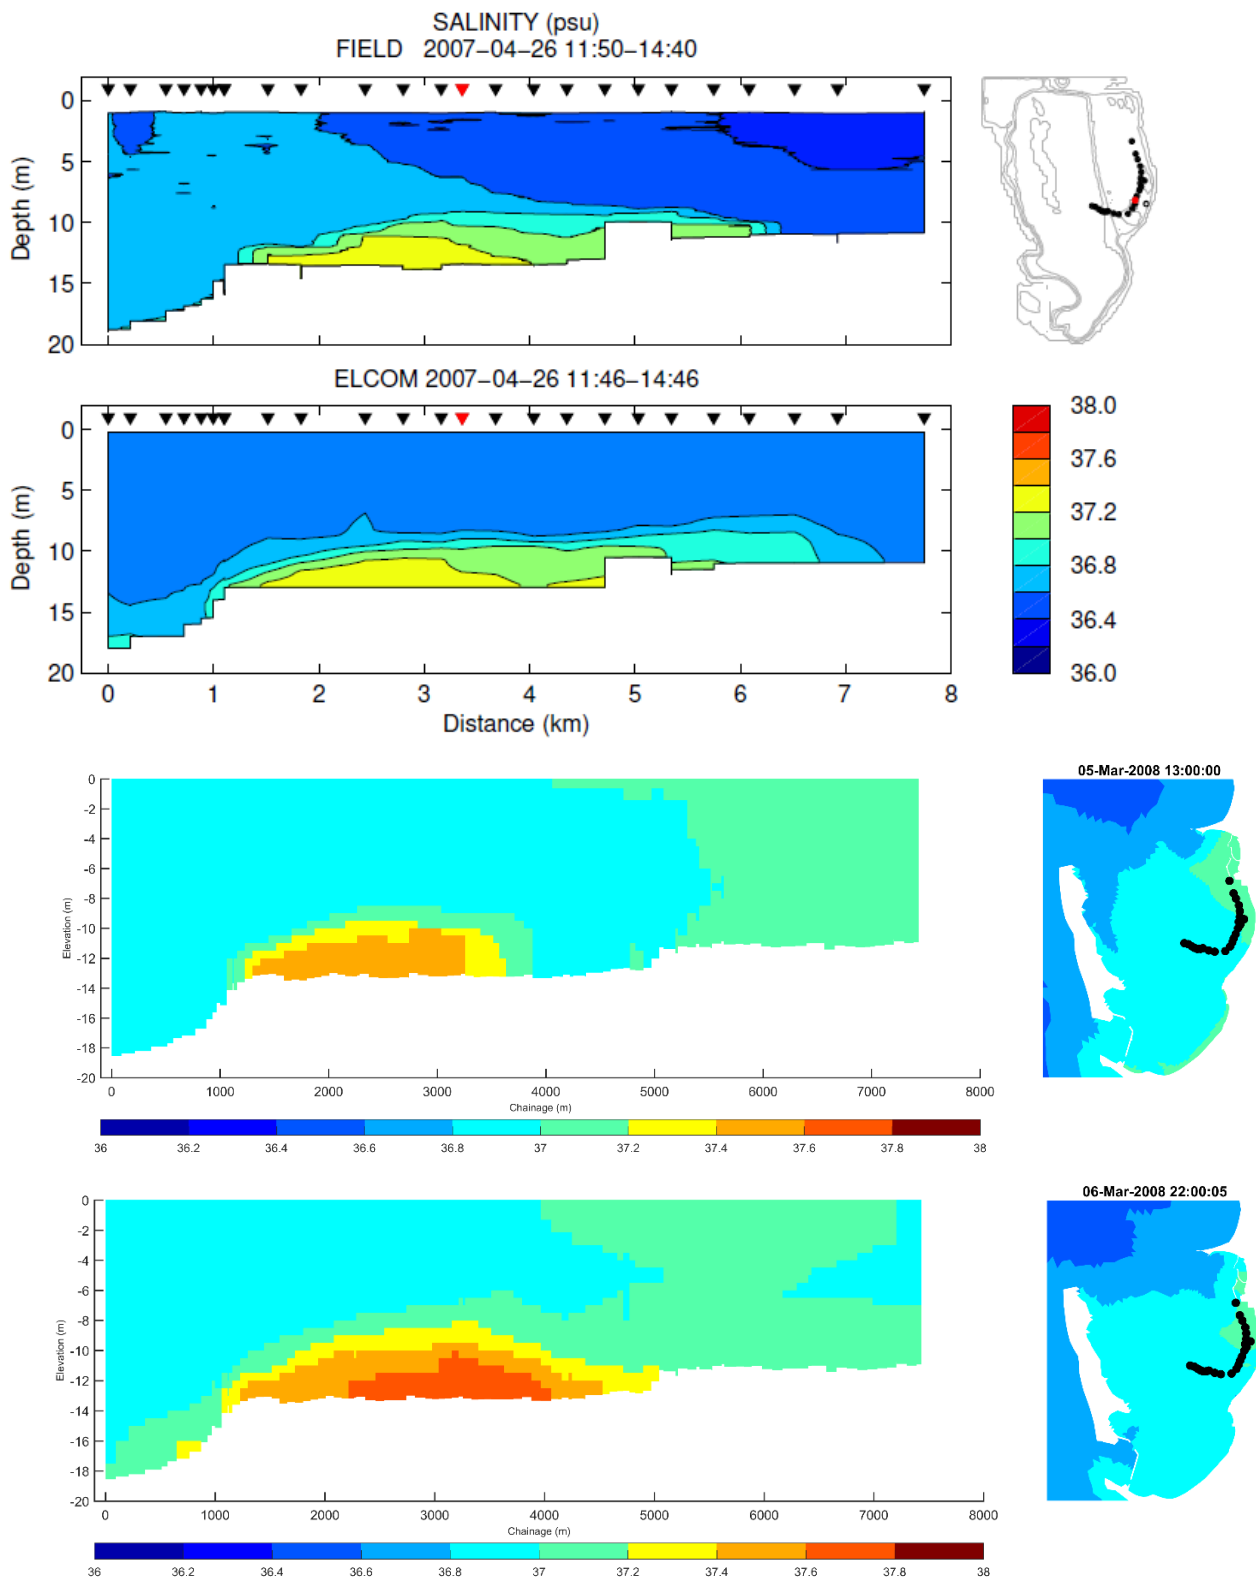 SALINITY (psu)
FIELD 2007−04−26 11:50−14:40
0
5
10
15
20
Depth (m)
ELCOM 2007−04−26 11:46−14:46
0
5
10
15
20
Depth (m)
0 1 2 3 4 5 6 7 8
Distance (km)
38.0
37.6
37.2
36.8
36.4
36.0
05-Mar-2008 13:00:00
0
-2
-4
-6
-8
-10
-12
-14
-16
-18
-20
Elevation (m)
0 1000 2000 3000 4000 5000 6000 7000 8000
Chainage (m)
36 36.2 36.4 36.6 36.8 37 37.2 37.4 37.6 37.8 38
06-Mar-2008 22:00:05
0
-2
-4
-6
-8
-10
-12
-14
-16
-18
-20
Elevation (m)
0 1000 2000 3000 4000 5000 6000 7000 8000
Chainage (m)
36 36.2 36.4 36.6 36.8 37 37.2 37.4 37.6 37.8 38